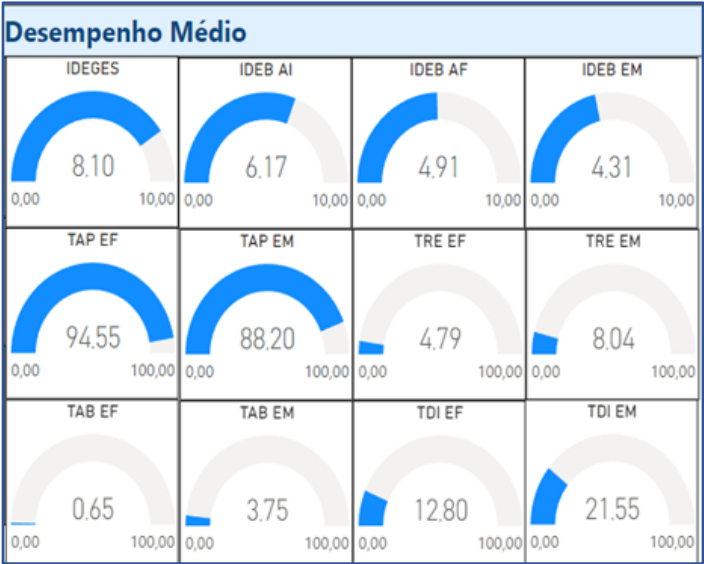 Desempenho Médio
IDEGES
IDEB AI
IDEB AF
IDEB EM
8,10
6,17
4,91
4,31
0,00 10,00
0,00 10,00
0,00 10,00
0,00 10,00
TAP EF
TAP EM
TRE EF
TRE EM
94,55
88,20
4,79
8,04
0,00 100,00
0,00 100,00
0,00 100,00
0,00 100,00
TAB EF
TAB EM
TDI EF
TDI EM
0,65
3,75
12,80
21,55
0,00 100,00
0,00 100,00
0,00 100,00
0,00 100,00